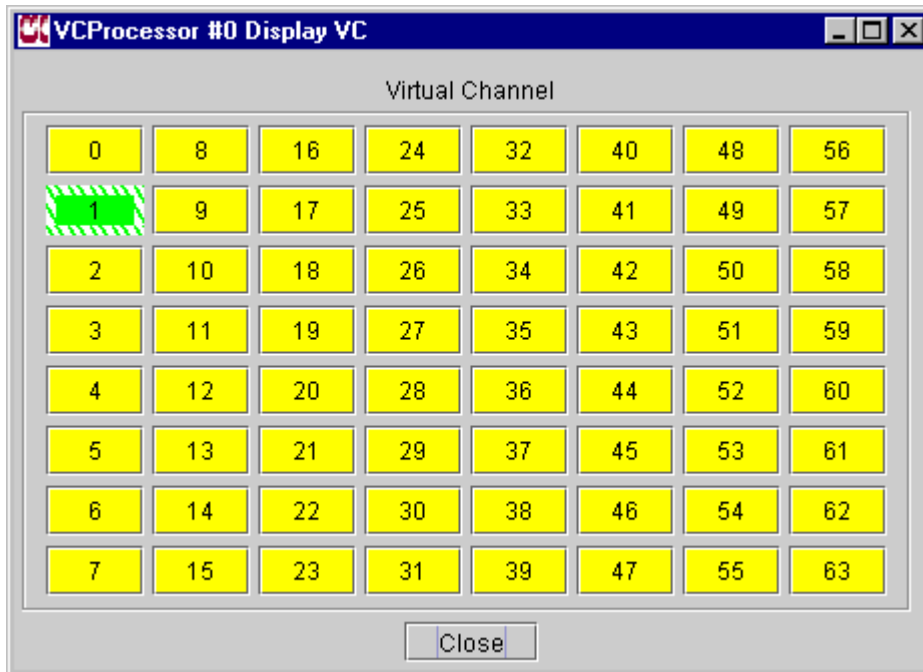 VCProcessor #0 Display VC
Virtual Channel
0 8 16 24 32 40 48 56
1 9 17 25 33 41 49 57
2 10 18 26 34 42 50 58
3 11 19 27 35 43 51 59
4 12 20 28 36 44 52 60
5 13 21 29 37 45 53 61
6 14 22 30 38 46 54 62
7 15 23 31 39 47 55 63
Close